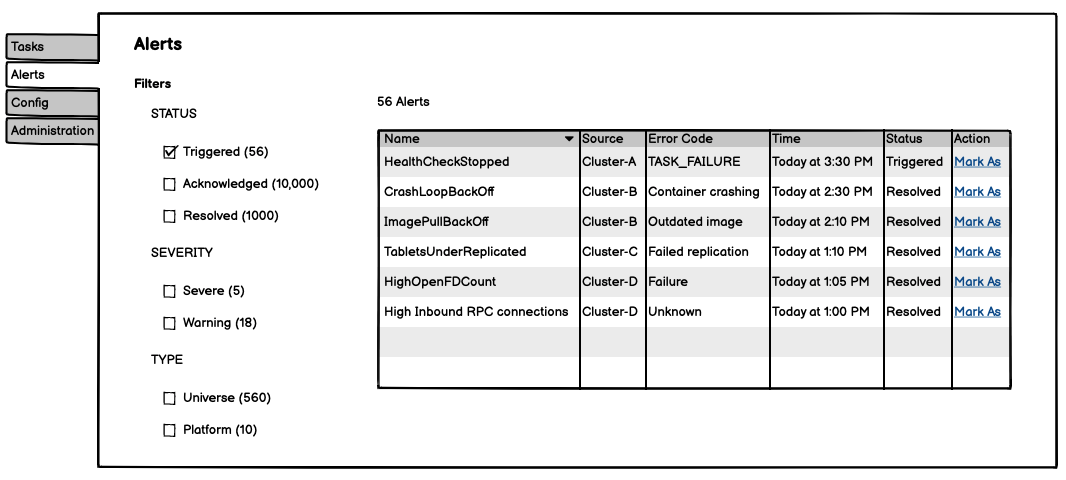 Tasks
Alerts
Config
Administration
Alerts
Filters
STATUS
Triggered (56)
Acknowledged (10,000)
Resolved (1000)
SEVERITY
Severe (5)
Warning (18)
TYPE
Universe (560)
Platform (10)
56 Alerts
Name Source Error Code Time Status Action
HealthCheckStopped Cluster-A TASK_FAILURE Today at 3:30 PM Triggered Mark As
CrashLoopBackOff Cluster-B Container crashing Today at 2:30 PM Resolved Mark As
ImagePullBackOff Cluster-B Outdated image Today at 2:10 PM Resolved Mark As
TabletsUnderReplicated Cluster-C Failed replication Today at 1:10 PM Resolved Mark As
HighOpenFDCount Cluster-D Failure Today at 1:05 PM Resolved Mark As
High Inbound RPC connections Cluster-D Unknown Today at 1:00 PM Resolved Mark As